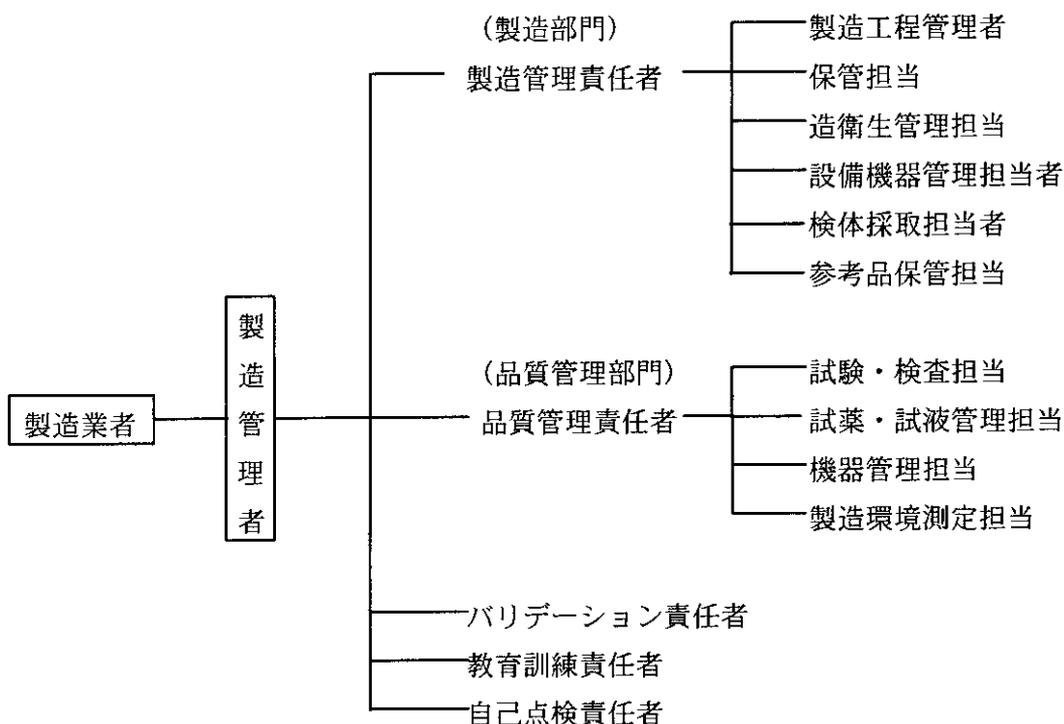 (製造部門)
製造管理責任者
製造工程管理者
保管担当
造衛生管理担当
設備機器管理担当者
検体採取担当者
参考品保管担当
製造業者
製造管理者
(品質管理部門)
品質管理責任者
試験・検査担当
試薬・試液管理担当
機器管理担当
製造環境測定担当
バリデーション責任者
教育訓練責任者
自己点検責任者